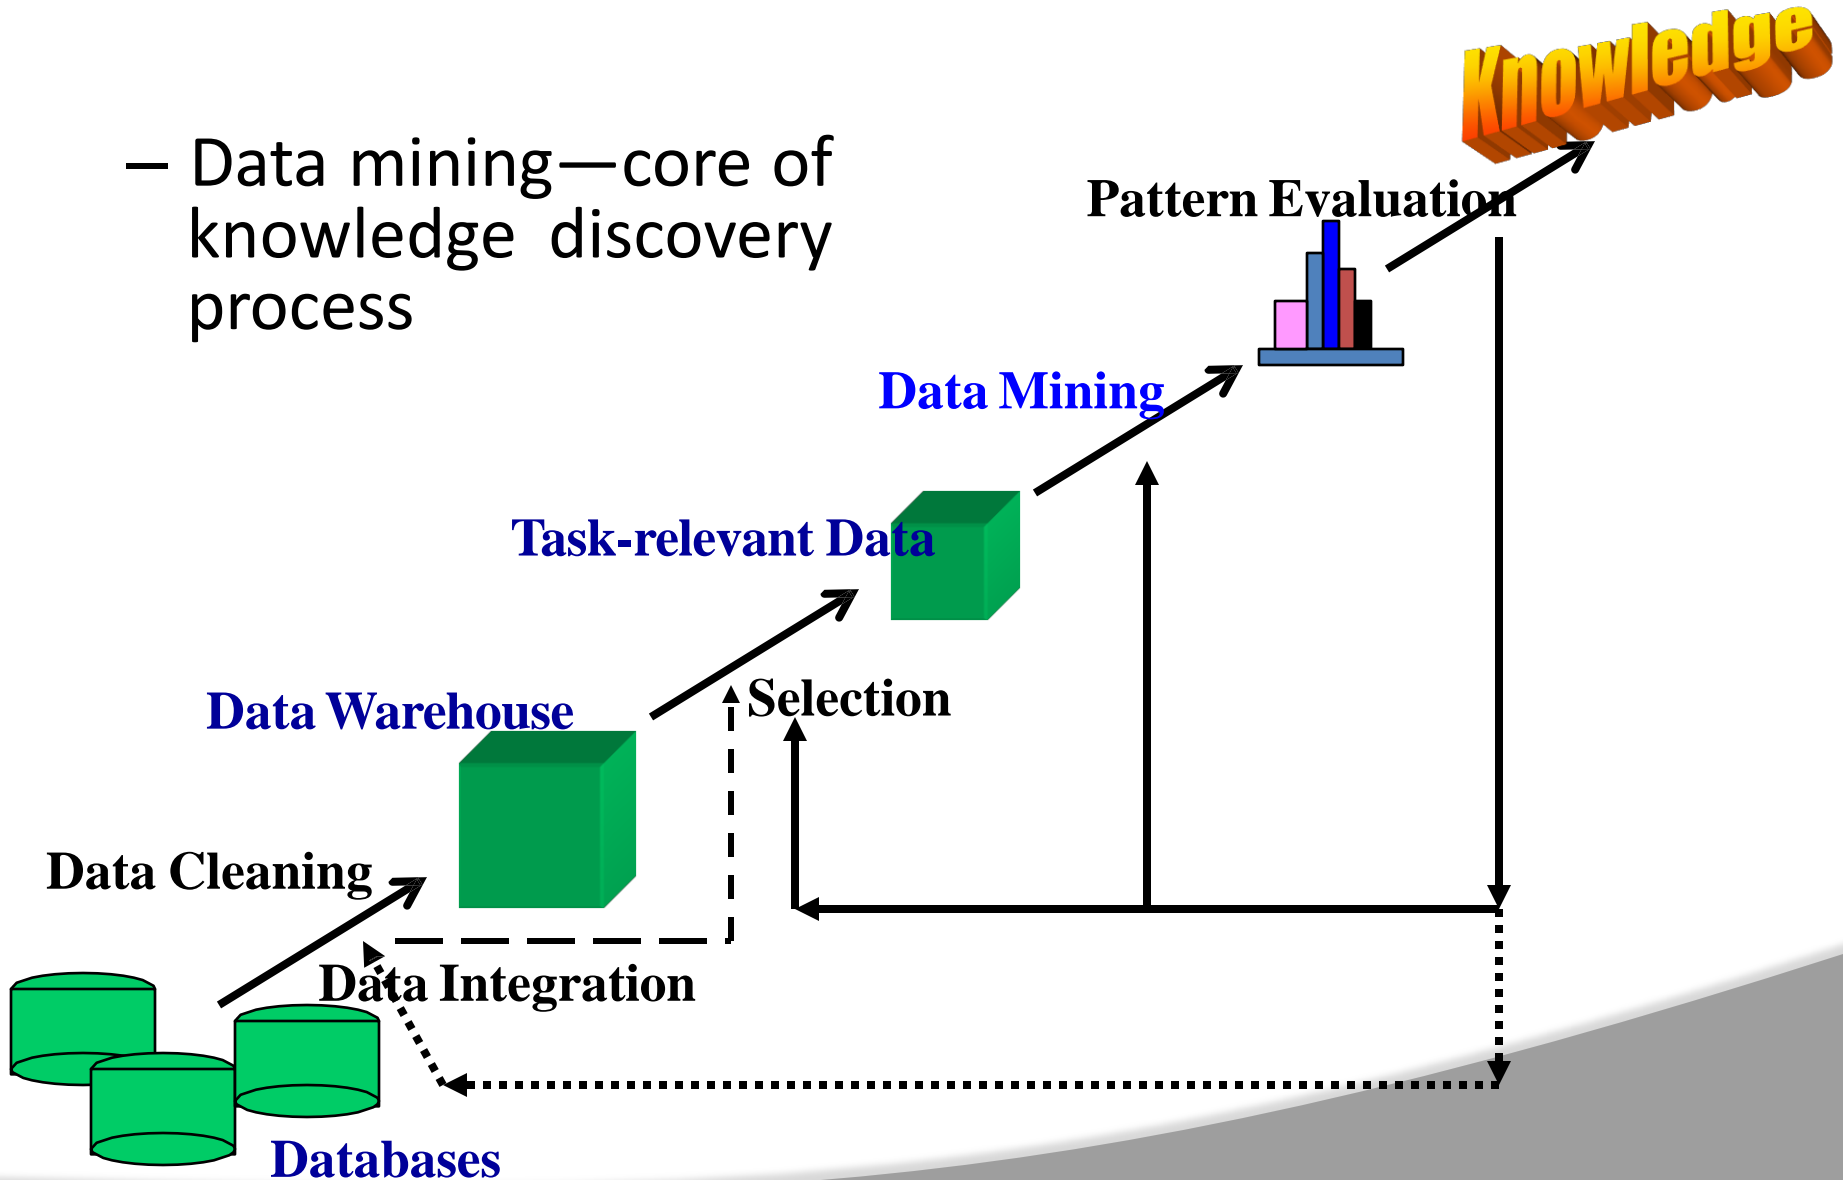 Knowledge
– Data mining—core of
knowledge discovery
process
Pattern Evaluation
Data Mining
Task-relevant Data
Selection
Data Warehouse
Data Cleaning
Data Integration
Databases